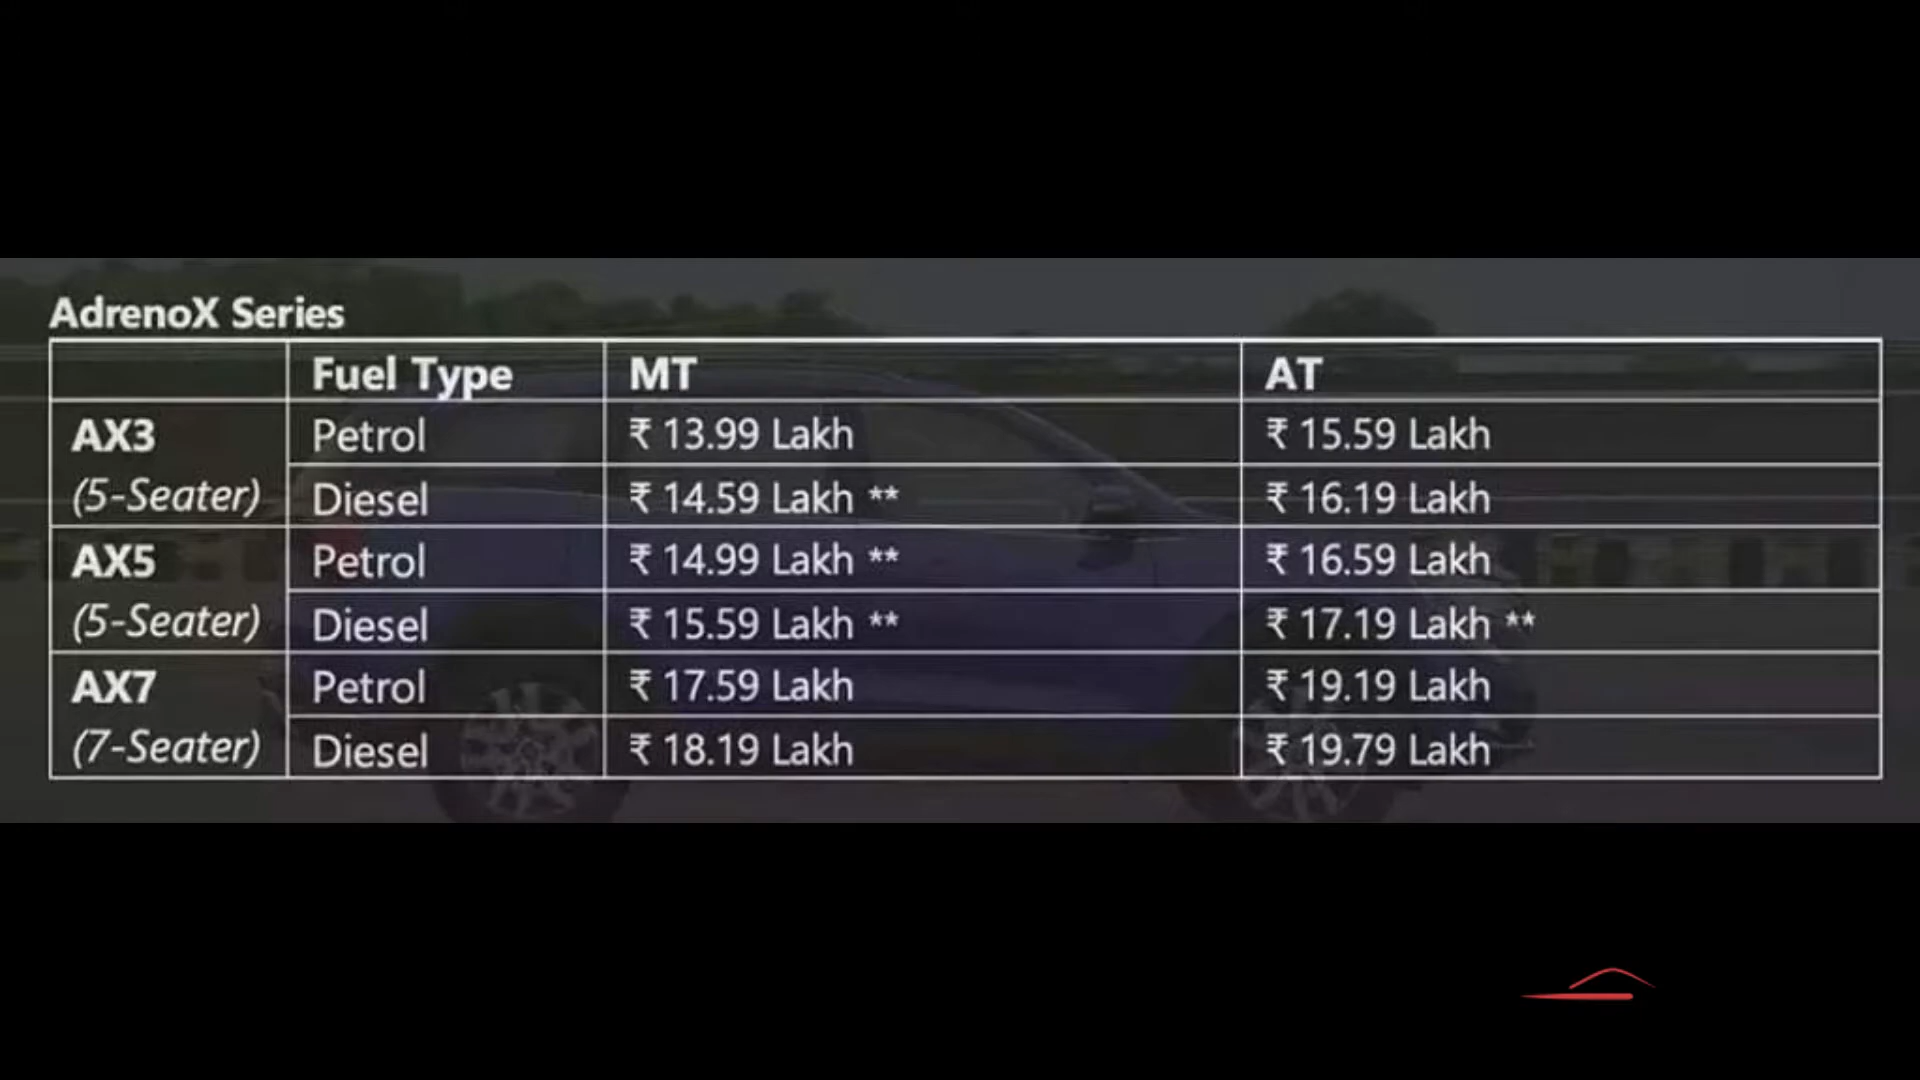 AdrenoX Series
Fuel Type MT AT
AX3 Petrol ₹ 13.99 Lakh ₹ 15.59 Lakh
(5-Seater) Diesel ₹ 14.59 Lakh ** ₹ 16.19 Lakh
AX5 Petrol ₹ 14.99 Lakh ** ₹ 16.59 Lakh
(5-Seater) Diesel ₹ 15.59 Lakh ** ₹ 17.19 Lakh **
AX7 Petrol ₹ 17.59 Lakh ₹ 19.19 Lakh
(7-Seater) Diesel ₹ 18.19 Lakh ₹ 19.79 Lakh